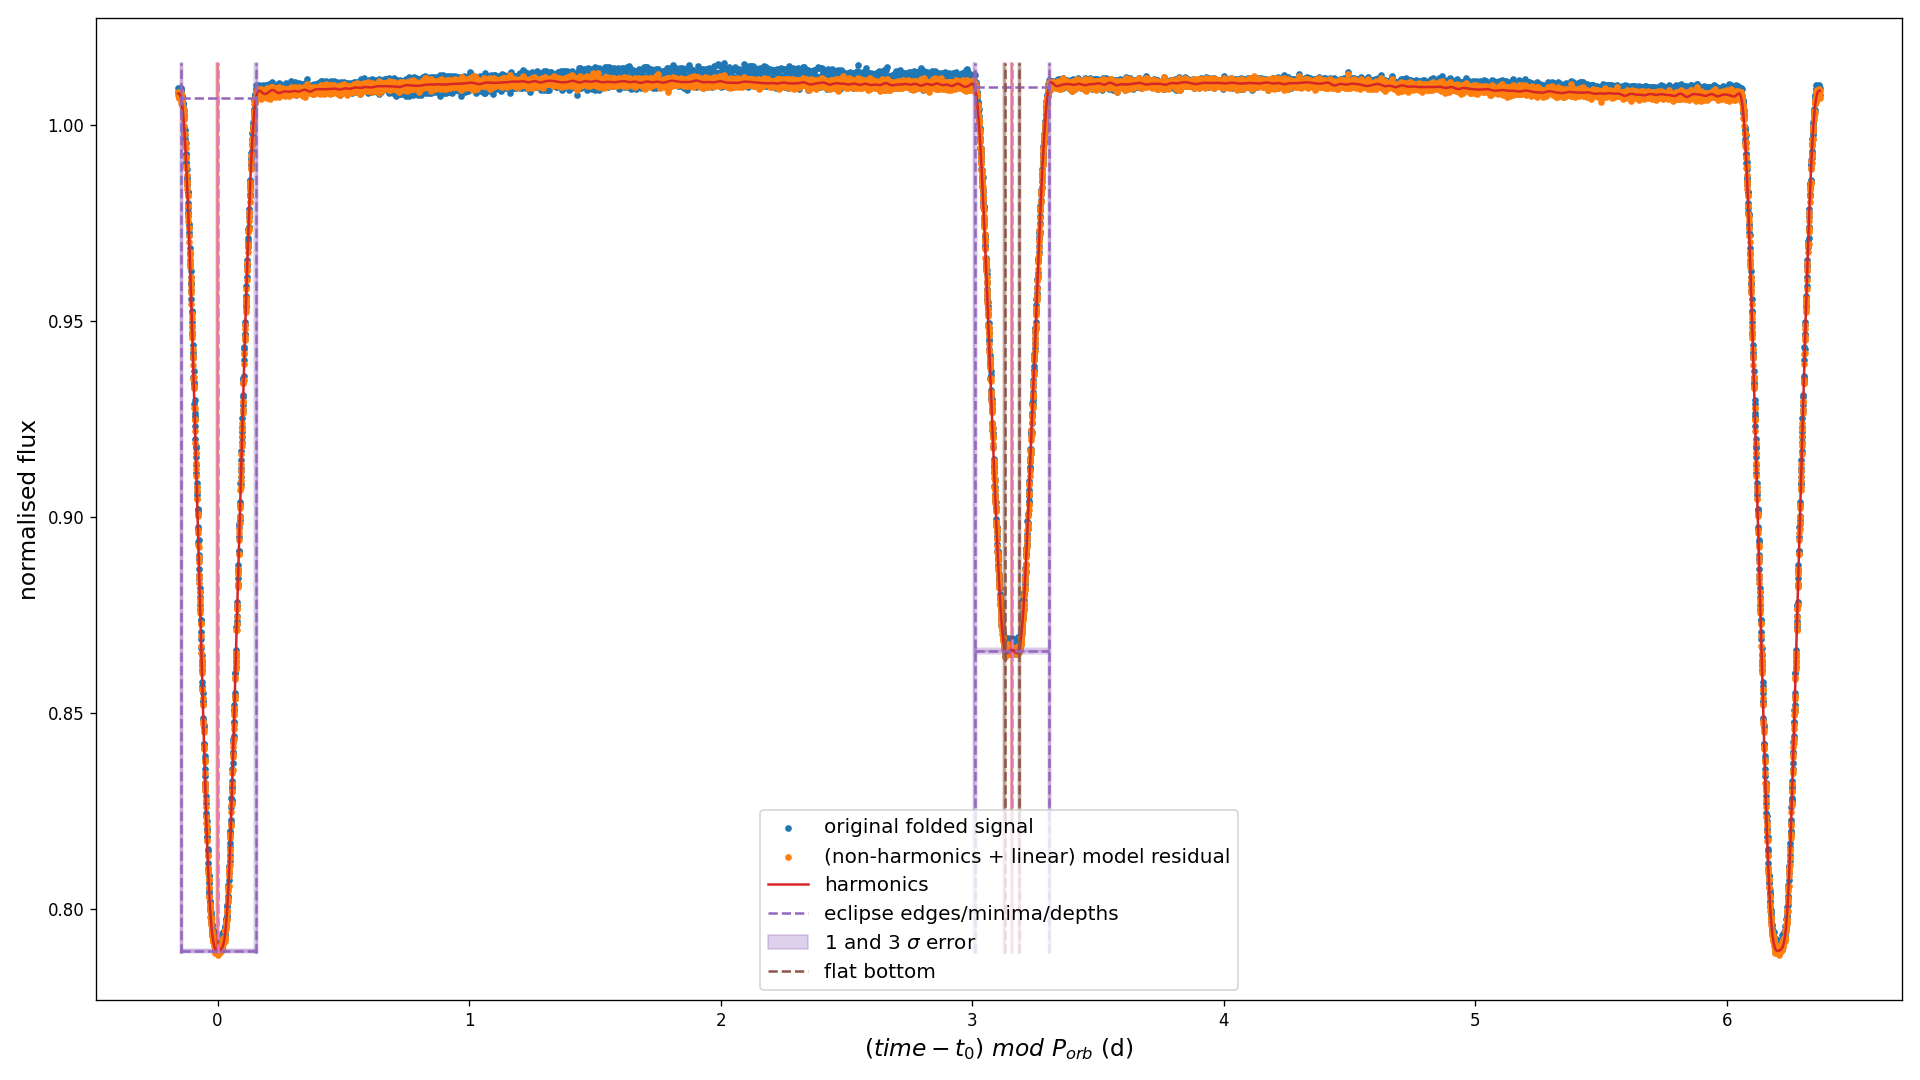 normalised flux
1.00
0.95
0.90
0.85
0.80
original folded signal
(non-harmonics + linear) model residual
harmonics
eclipse edges/minima/depths
1 and 3 σ error
flat bottom
0 1 2 3 4 5 6
(time − t₀) mod Pₒᵣᵦ (d)